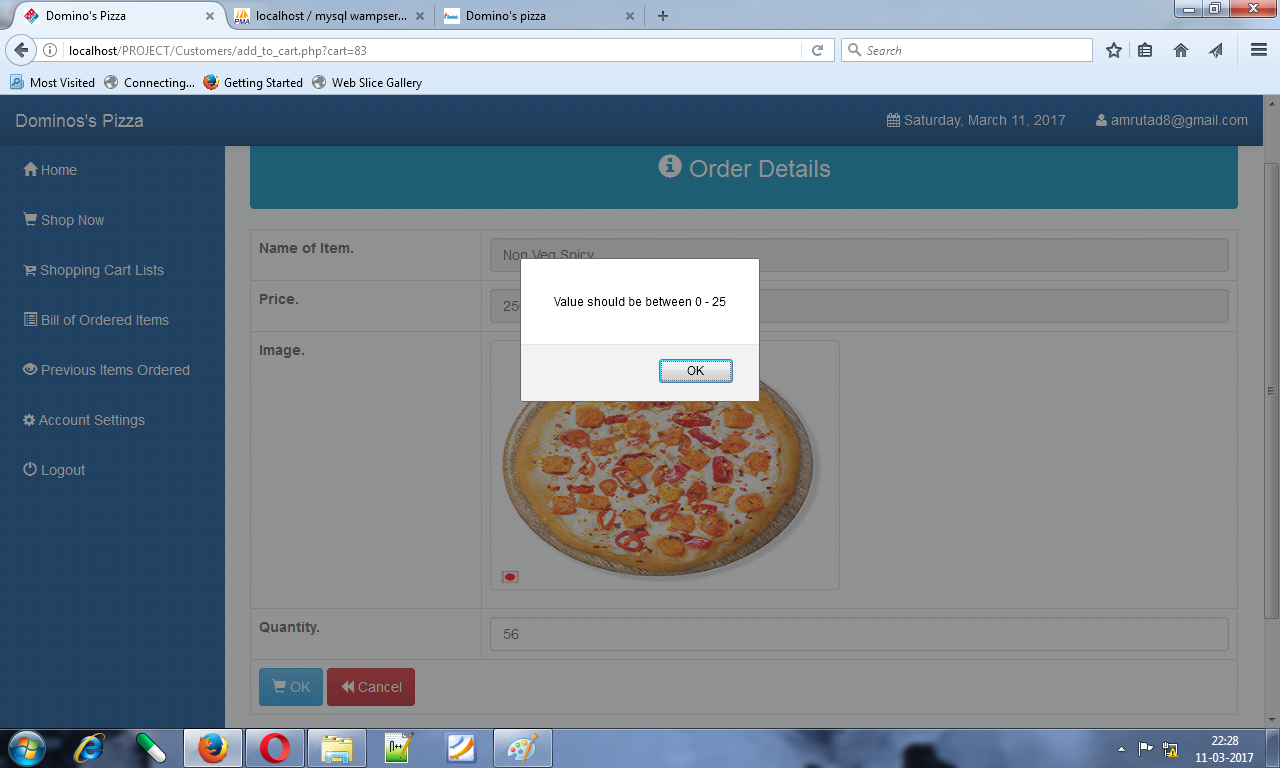 Domino's Pizza
localhost / mysql wampser...
Domino's pizza
localhost/PROJECT/Customers/add_to_cart.php?cart=83
Search
Most Visited Connecting... Getting Started Web Slice Gallery
Dominos's Pizza
Saturday, March 11, 2017 amrutad8@gmail.com
Home
Shop Now
Shopping Cart Lists
Bill of Ordered Items
Previous Items Ordered
Account Settings
Logout
Order Details
Name of Item.
Non Veg Spicy
Price.
Value should be between 0 - 25
OK
Image.
Quantity.
56
OK Cancel
22:28
11-03-2017